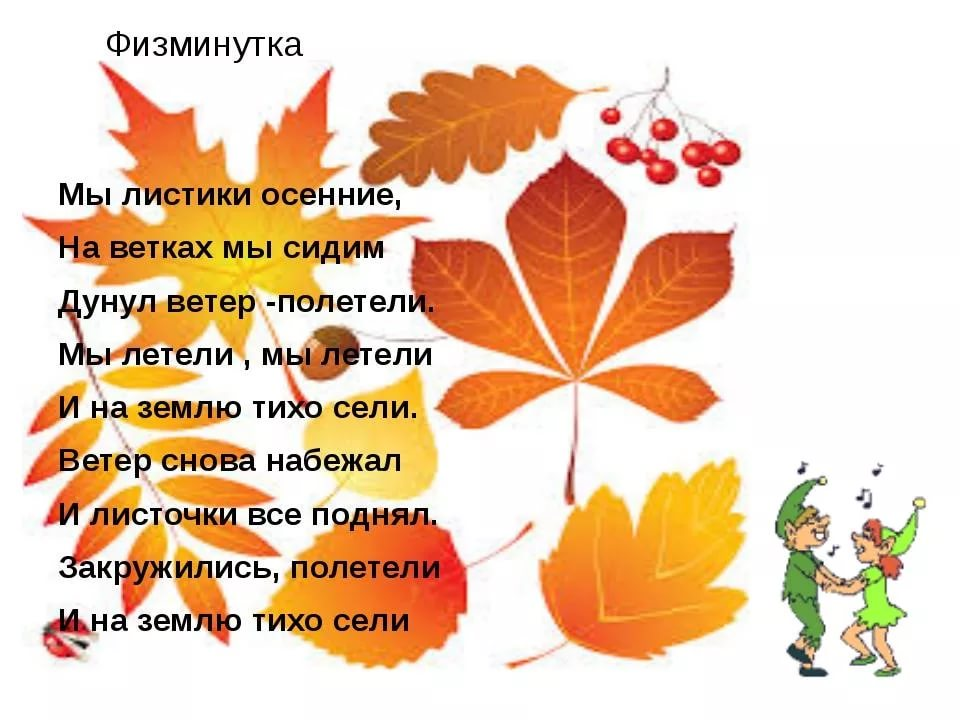 Физминутка
Мы листики осенние,
На ветках мы сидим
Дунул ветер -полетели.
Мы летели , мы летели
И на землю тихо сели.
Ветер снова набежал
И листочки все поднял.
Закружились, полетели
И на землю тихо сели